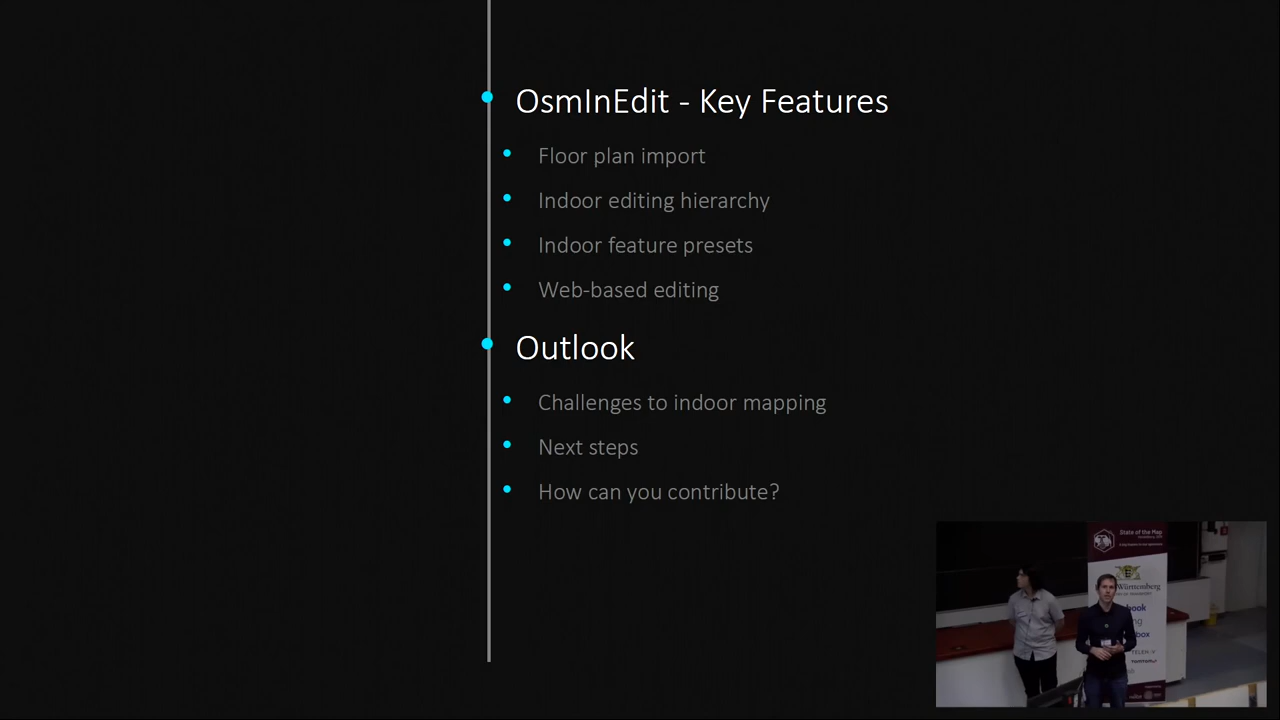 OsmInEdit - Key Features
Floor plan import
Indoor editing hierarchy
Indoor feature presets
Web-based editing
Outlook
Challenges to indoor mapping
Next steps
How can you contribute?
State of the Map
Württemberg